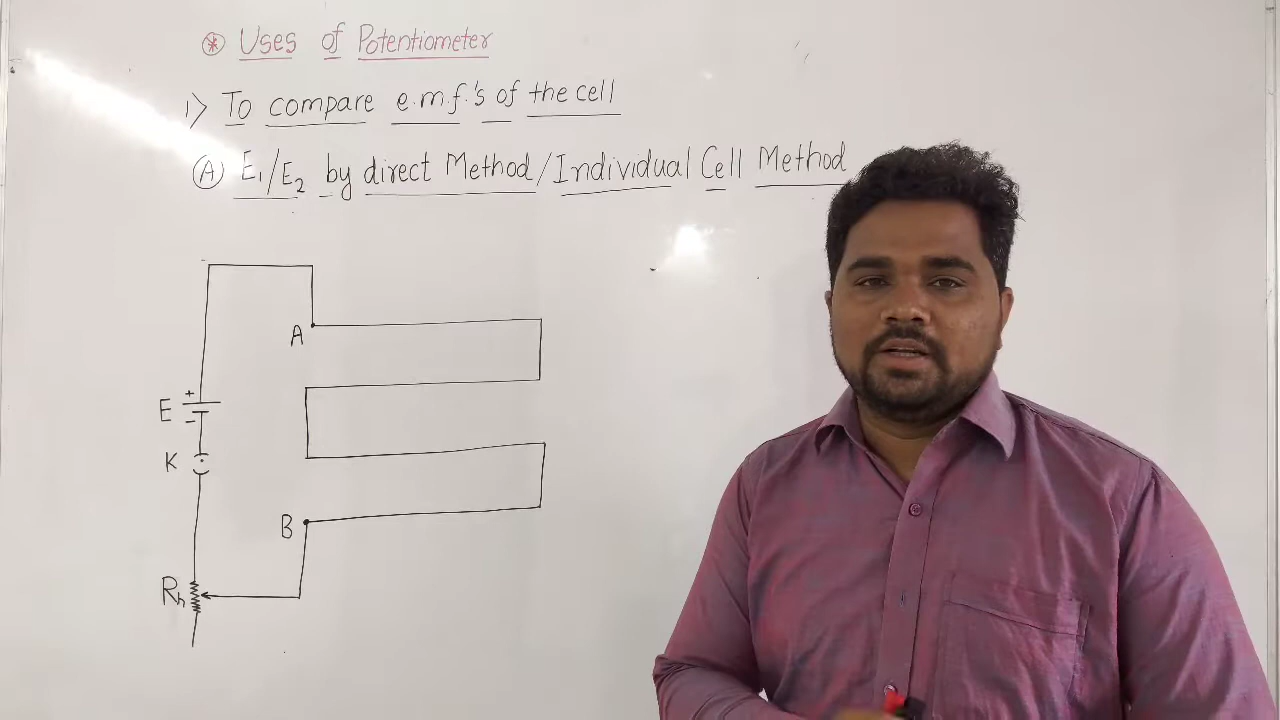 * Uses of Potentiometer
1> To compare e.m.f.'s of the cell
A E1/E2 by direct Method/Individual Cell Method
A
+
E
-
K
B
Rh